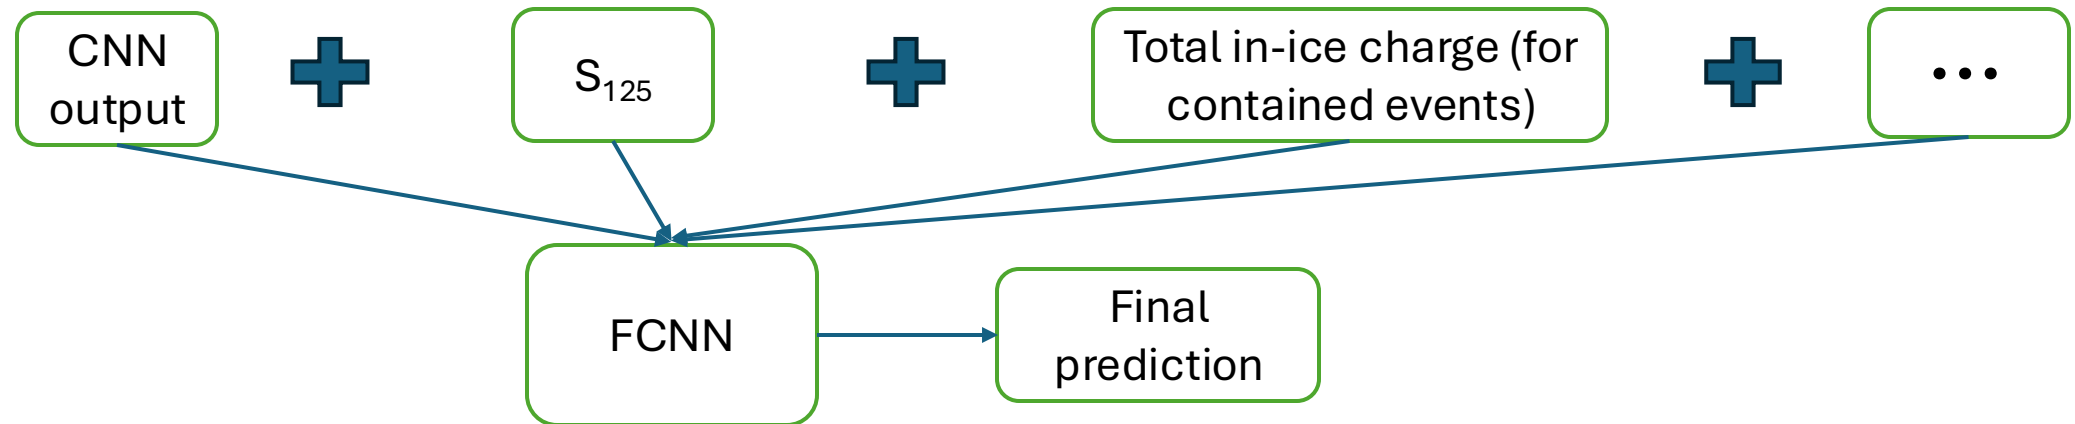 CNN
output
S₁₂₅
Total in-ice charge (for
contained events)
...
FCNN
Final
prediction